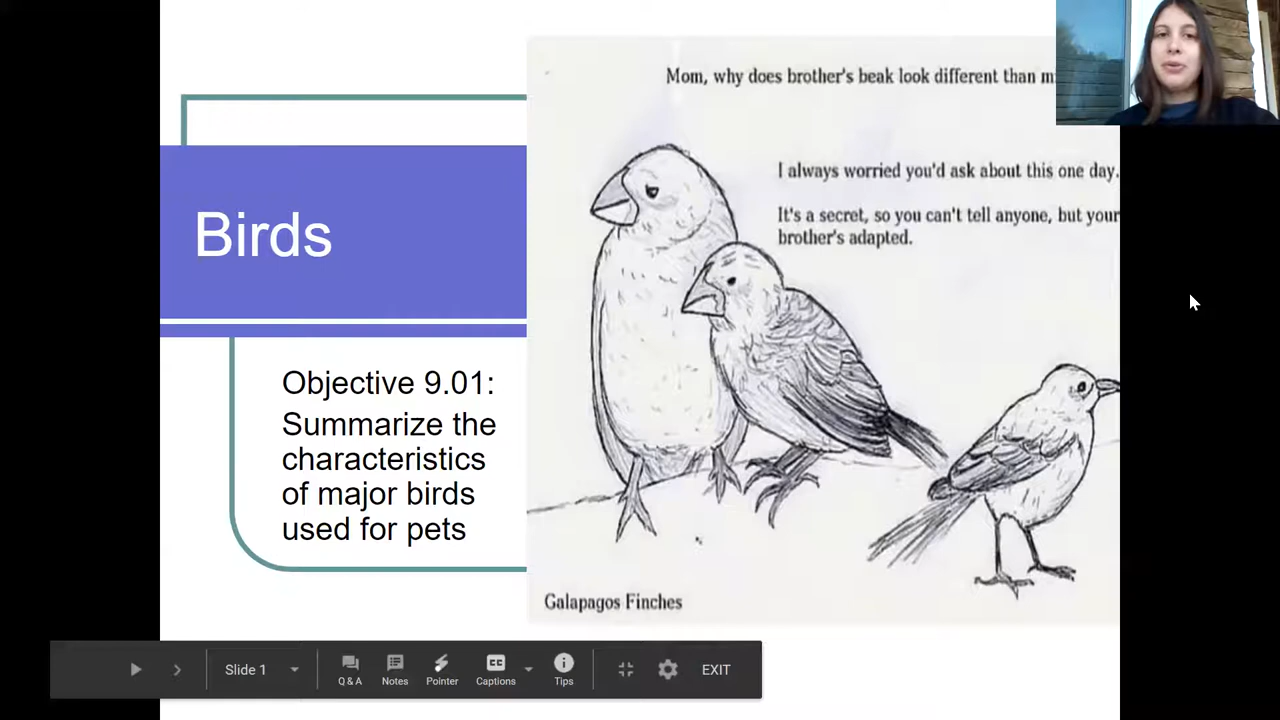 Mom, why does brother's beak look different than
I always worried you'd ask about this one day.
It's a secret, so you can't tell anyone, but your
brother's adapted.
Birds
Objective 9.01:
Summarize the
characteristics
of major birds
used for pets
Galapagos Finches
Slide 1
Q & A
Notes
Pointer
CC
Captions
Tips
EXIT